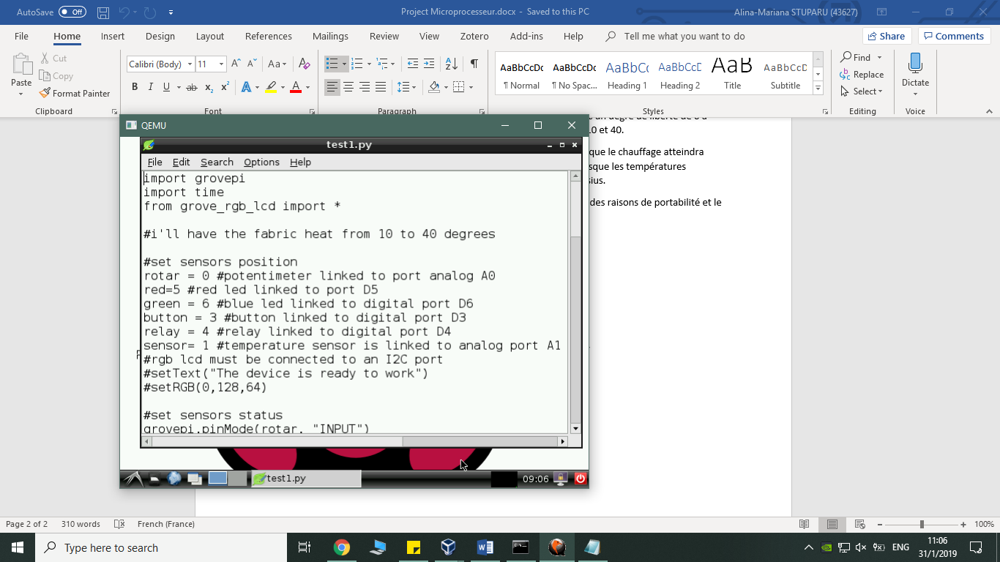 AutoSave Off Project Microprocesseur.docx - Saved to this PC Alina-Mariana STUPARU (43627)
File Home Insert Design Layout References Mailings Review View Zotero Add-ins Help Tell me what you want to do Share Comments
Paste
Cut
Copy
Format Painter
Clipboard
Calibri (Body) 11
Font
Paragraph
AaBbCcDc AaBbCcDc AaBbCc AaBbCcD AaB AaBbCcD
¶ Normal ¶ No Spac... Heading 1 Heading 2 Title Subtitle
Styles
Find
Replace
Select
Editing
Dictate
Voice
un degré de liberté de
10 et 40.
que le chauffage atteindra
sque les températures
sius.
des raisons de portabilité et le
QEMU
test1.py
File Edit Search Options Help
import grovepi
import time
from grove_rgb_lcd import *
#i'll have the fabric heat from 10 to 40 degrees
#set sensors position
rotar = 0 #potentimeter linked to port analog A0
red=5 #red led linked to port D5
green = 6 #blue led linked to digital port D6
button = 3 #button linked to digital port D3
relay = 4 #relay linked to digital port D4
sensor= 1 #temperature sensor is linked to analog port A1
#rgb lcd must be connected to an I2C port
#setText("The device is ready to work")
#setRGB(0,128,64)
#set sensors status
grovepi.pinMode(rotar, "INPUT")
test1.py 09:06
Page 2 of 2 310 words French (France) 100%
Type here to search ENG 11:06
31/1/2019